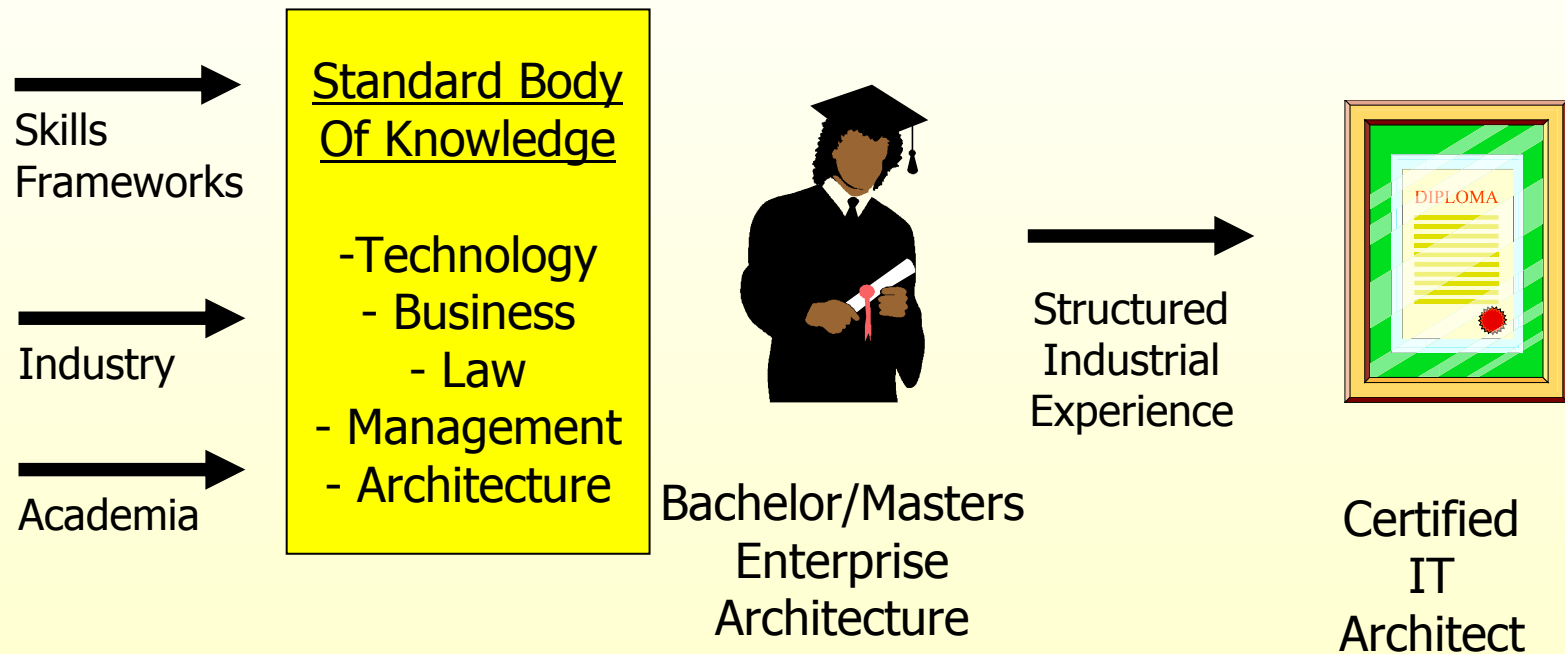 Skills
Frameworks
Industry
Academia
Standard Body
Of Knowledge
-Technology
- Business
- Law
- Management
- Architecture
Bachelor/Masters
Enterprise
Architecture
Structured
Industrial
Experience
DIPLOMA
Certified
IT
Architect